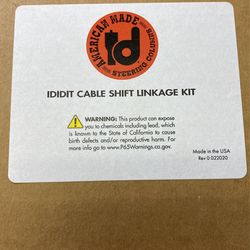 AMERICAN MADE
STEERING COLUMNS
IDIDIT CABLE SHIFT LINKAGE KIT
WARNING: This product can expose
you to chemicals including lead, which
is known to the State of California to cause
birth defects and/or reproductive harm. For
more info go to www.P65Warnings.ca.gov.
Made in the USA
Rev 0 022020